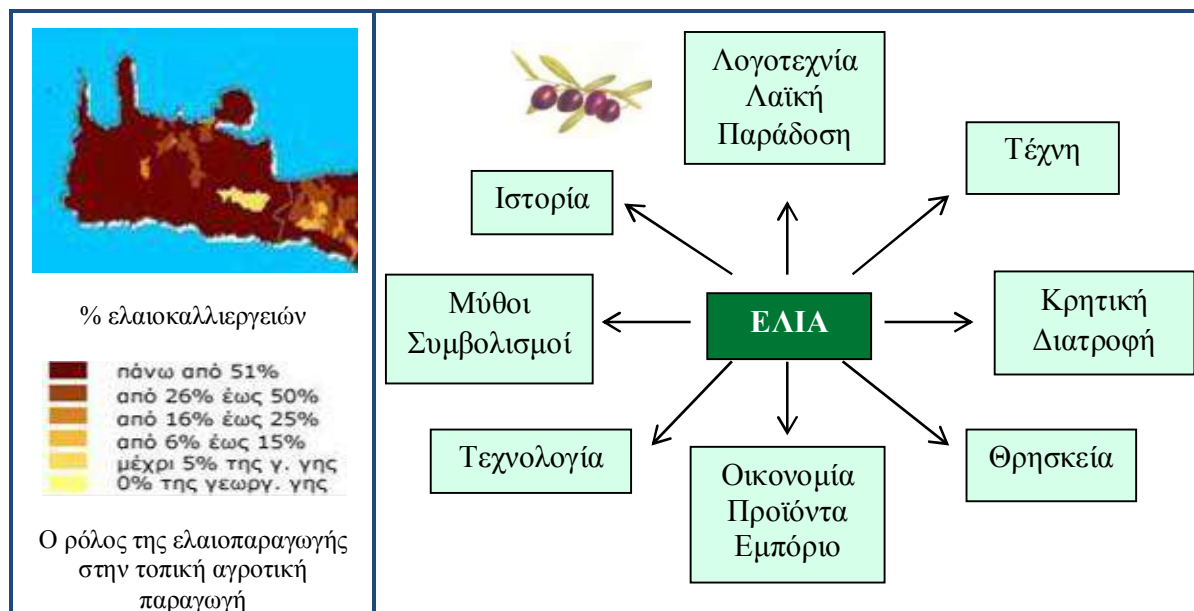 % ελαιοκαλλιεργειών
πάνω από 51%
από 26% έως 50%
από 16% έως 25%
από 6% έως 15%
μέχρι 5% της γ. γης
0% της γεωργ. γης
Ο ρόλος της ελαιοπαραγωγής
στην τοπική αγροτική
παραγωγή
Λογοτεχνία
Λαϊκή
Παράδοση
Τέχνη
Ιστορία
Μύθοι
Συμβολισμοί
ΕΛΙΑ
Κρητική
Διατροφή
Τεχνολογία
Οικονομία
Προϊόντα
Εμπόριο
Θρησκεία